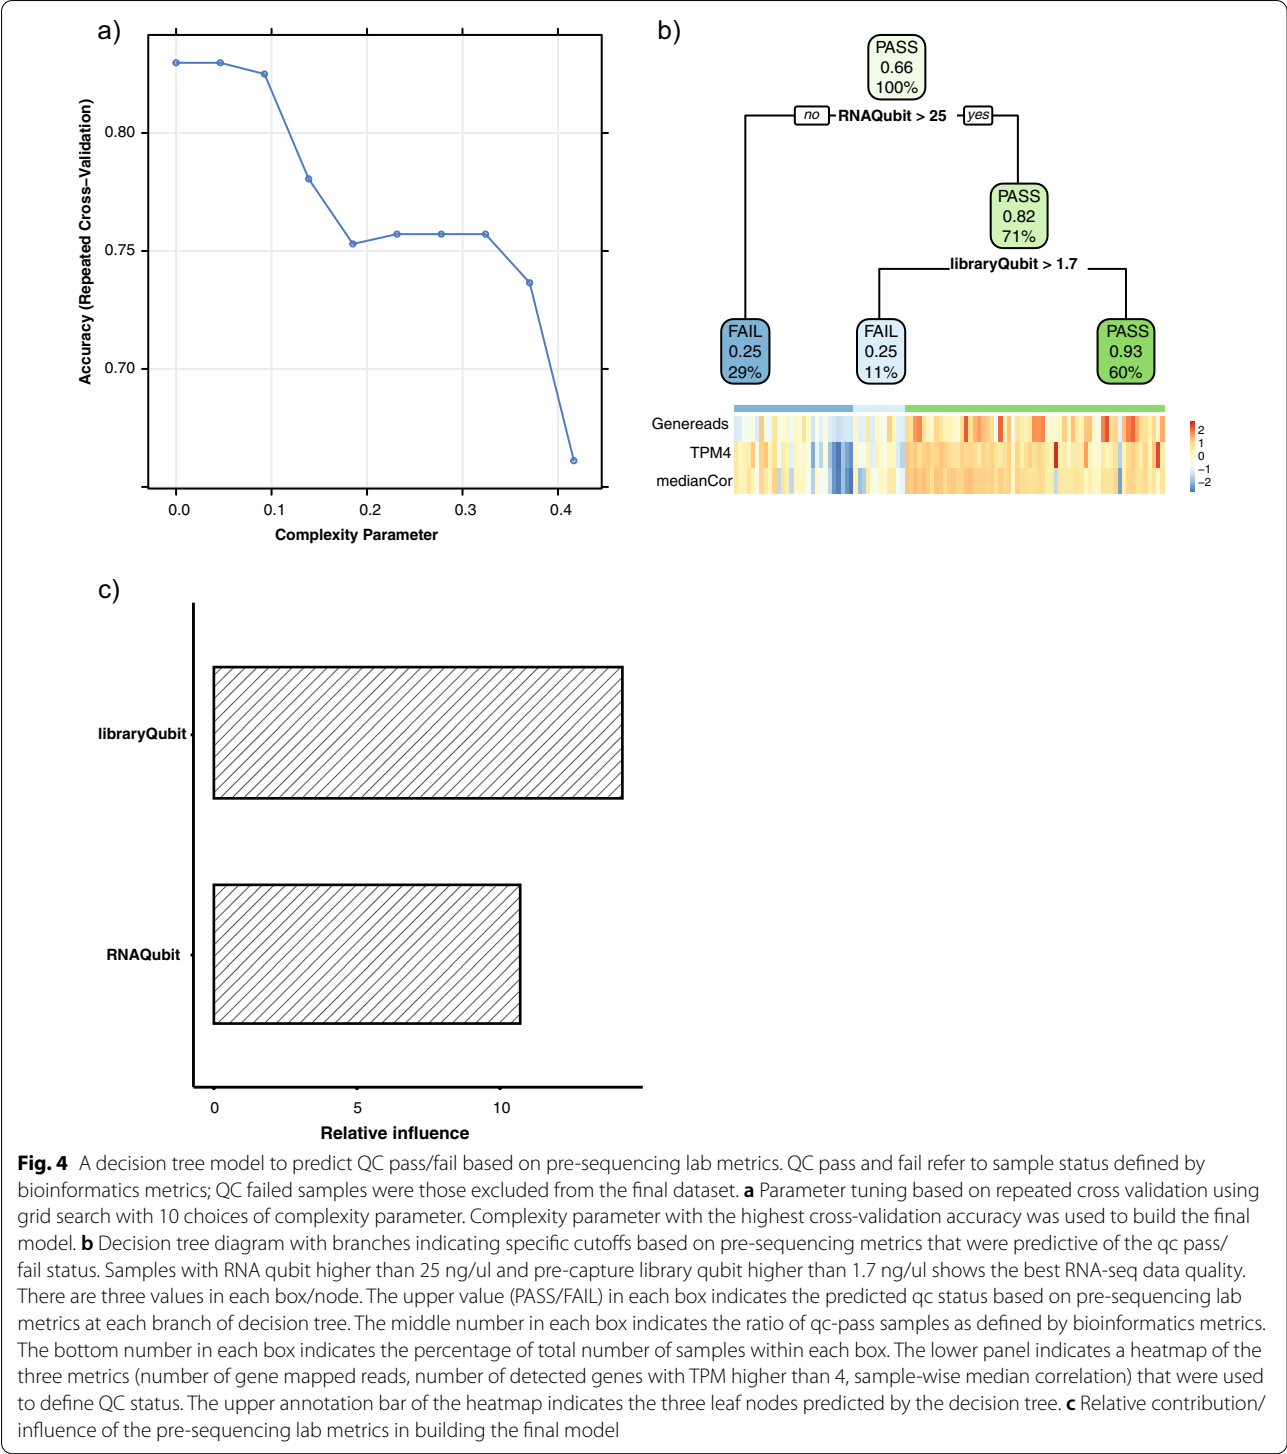 a)
0.80
0.75
0.70
Accuracy (Repeated Cross−Validation)
0.0 0.1 0.2 0.3 0.4
Complexity Parameter
b)
PASS
0.66
100%
no RNAQubit > 25 yes
PASS
0.82
71%
libraryQubit > 1.7
FAIL FAIL PASS
0.25 0.25 0.93
29% 11% 60%
Genereads
TPM4
medianCor
2
1
0
−1
−2
c)
libraryQubit
RNAQubit
0 5 10
Relative influence
Fig. 4 A decision tree model to predict QC pass/fail based on pre-sequencing lab metrics. QC pass and fail refer to sample status defined by
bioinformatics metrics; QC failed samples were those excluded from the final dataset. a Parameter tuning based on repeated cross validation using
grid search with 10 choices of complexity parameter. Complexity parameter with the highest cross-validation accuracy was used to build the final
model. b Decision tree diagram with branches indicating specific cutoffs based on pre-sequencing metrics that were predictive of the qc pass/
fail status. Samples with RNA qubit higher than 25 ng/ul and pre-capture library qubit higher than 1.7 ng/ul shows the best RNA-seq data quality.
There are three values in each box/node. The upper value (PASS/FAIL) in each box indicates the predicted qc status based on pre-sequencing lab
metrics at each branch of decision tree. The middle number in each box indicates the ratio of qc-pass samples as defined by bioinformatics metrics.
The bottom number in each box indicates the percentage of total number of samples within each box. The lower panel indicates a heatmap of the
three metrics (number of gene mapped reads, number of detected genes with TPM higher than 4, sample-wise median correlation) that were used
to define QC status. The upper annotation bar of the heatmap indicates the three leaf nodes predicted by the decision tree. c Relative contribution/
influence of the pre-sequencing lab metrics in building the final model